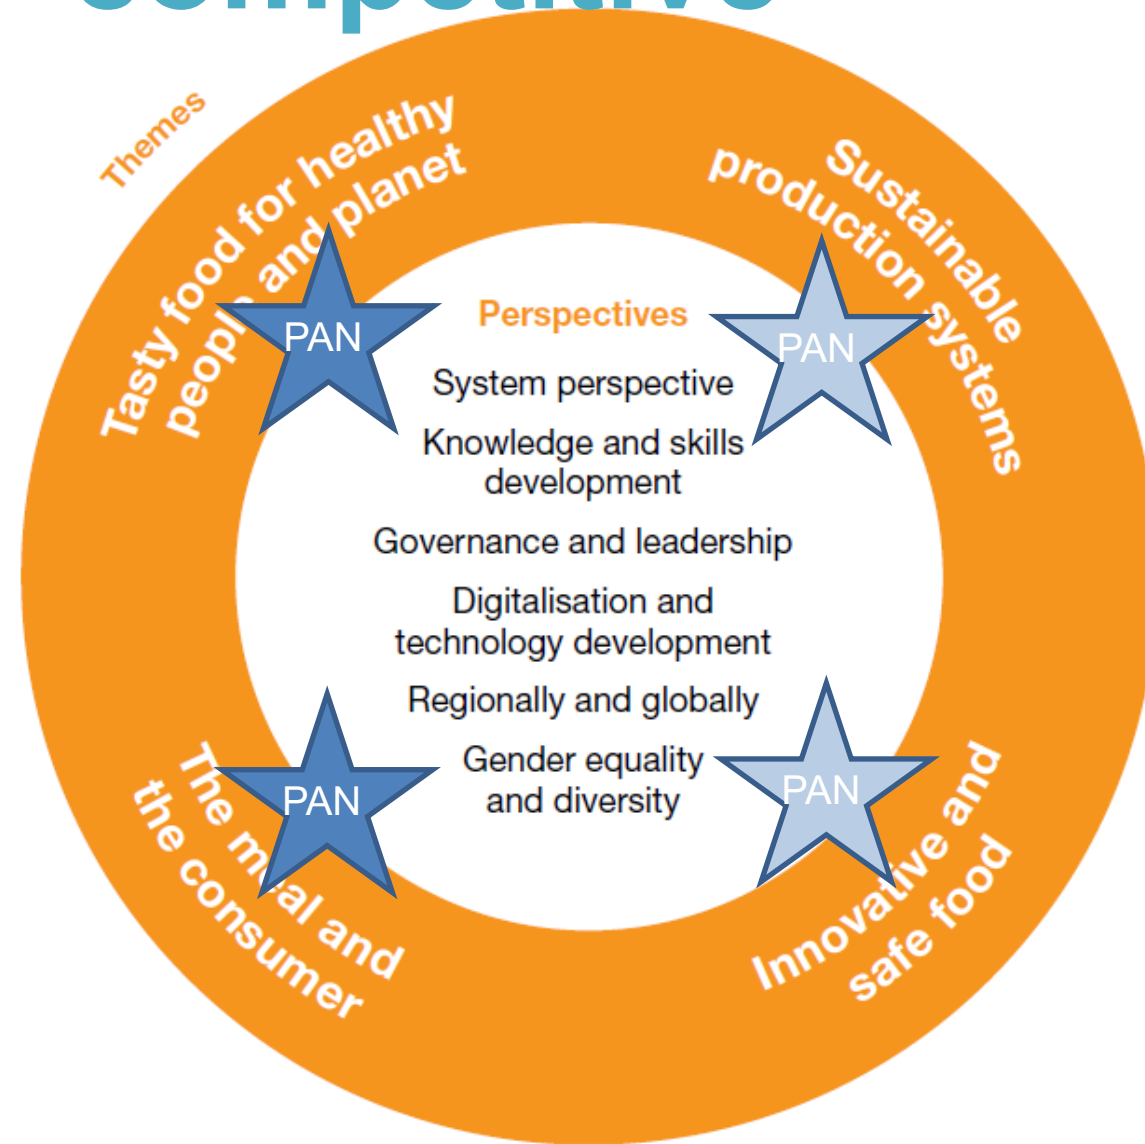 competitive
Themes
Tasty food for healthy
people and planet
Sustainable
production systems
PAN
PAN
Perspectives
System perspective
Knowledge and skills
development
Governance and leadership
Digitalisation and
technology development
Regionally and globally
Gender equality
and diversity
PAN
PAN
The meal and
the consumer
Innovative and
safe food